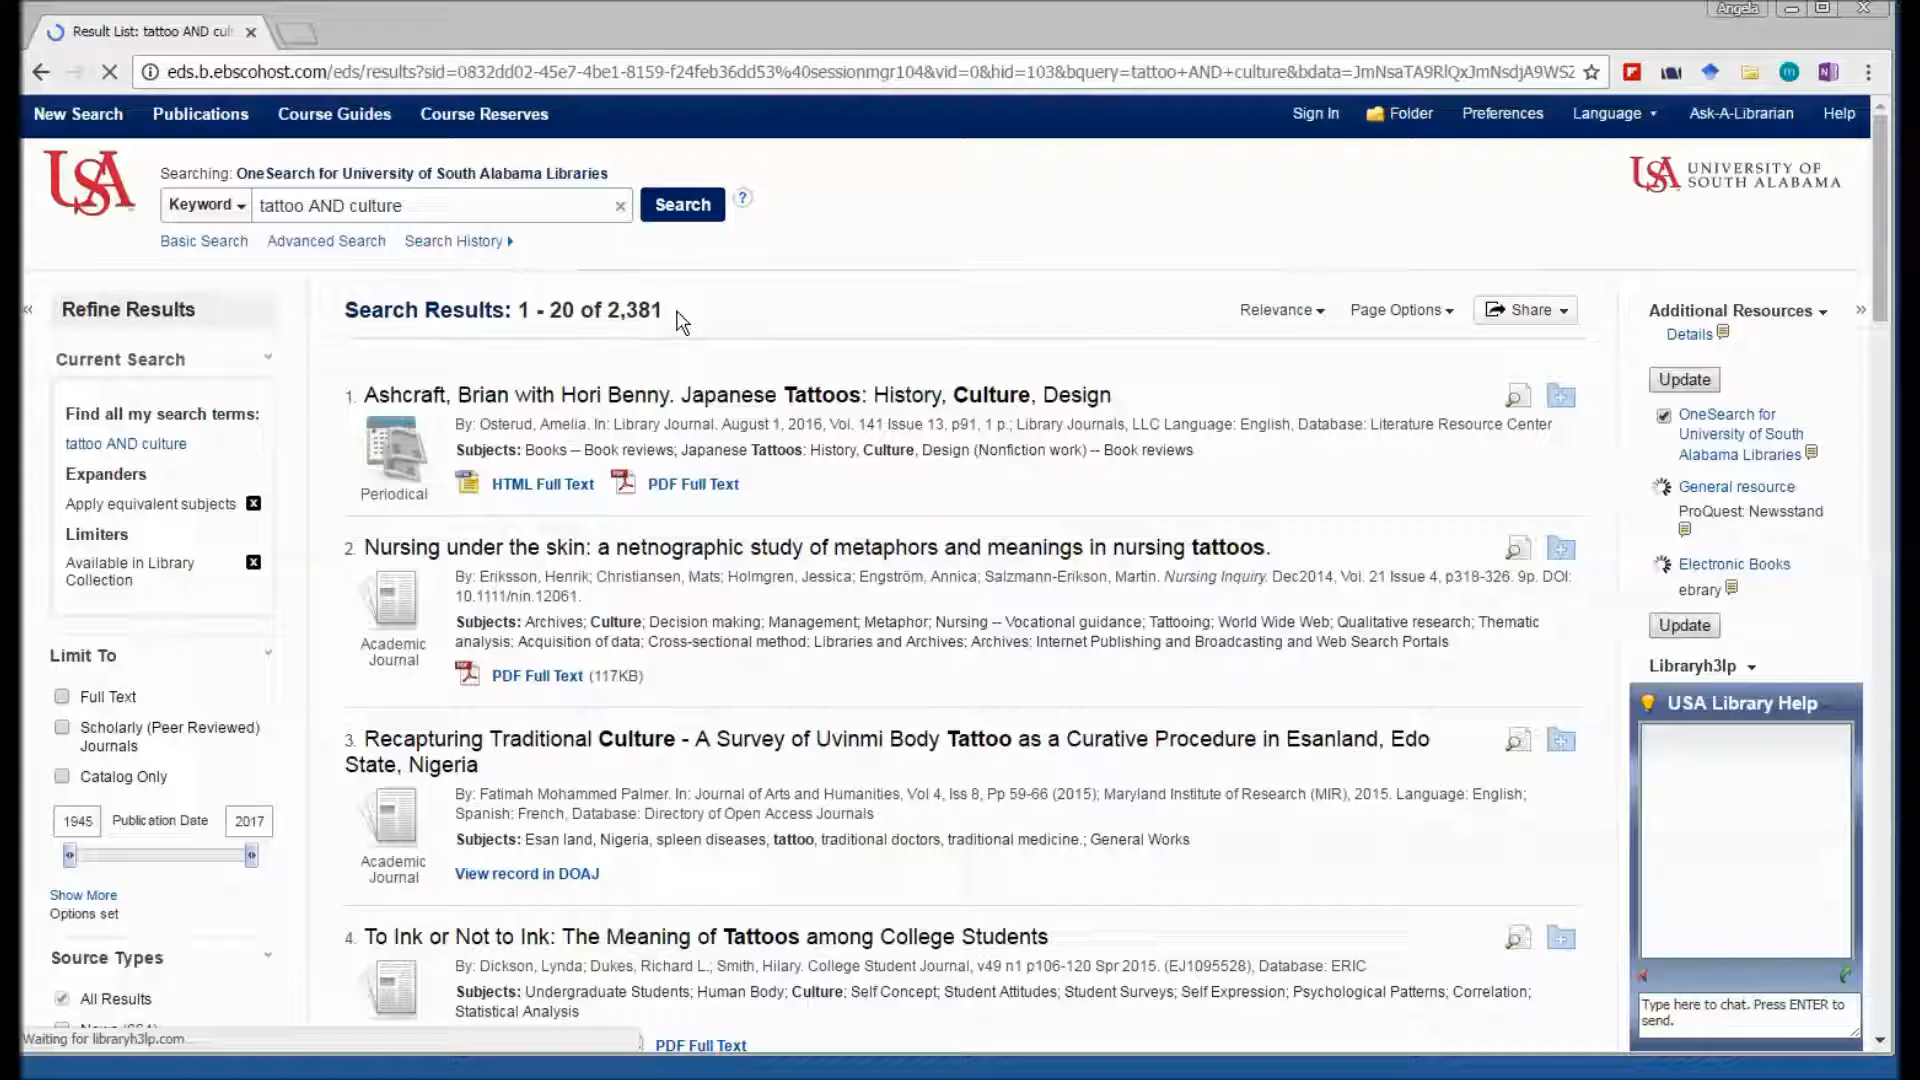 Angela
Result List: tattoo AND cul
eds.b.ebscohost.com/eds/results?sid=0832dd02-45e7-4be1-8159-f24feb36dd53%40sessionmgr104&vid=0&hid=103&bquery=tattoo+AND+culture&bdata=JmNsaTA9RlQxJmNsdjA9WSZ
New Search Publications Course Guides Course Reserves Sign In Folder Preferences Language Ask-A-Librarian Help
USA
Searching: OneSearch for University of South Alabama Libraries
Keyword tattoo AND culture Search ?
Basic Search Advanced Search Search History
USA UNIVERSITY OF
SOUTH ALABAMA
Refine Results
Current Search
Find all my search terms:
tattoo AND culture
Expanders
Apply equivalent subjects
Limiters
Available in Library
Collection
Limit To
Full Text
Scholarly (Peer Reviewed)
Journals
Catalog Only
1945 Publication Date 2017
Show More
Options set
Source Types
All Results
Waiting for libraryh3lp.com...
Search Results: 1 - 20 of 2,381
Relevance Page Options Share
1. Ashcraft, Brian with Hori Benny. Japanese Tattoos: History, Culture, Design
By: Osterud, Amelia. In: Library Journal. August 1, 2016, Vol. 141 Issue 13, p91, 1 p.; Library Journals, LLC Language: English, Database: Literature Resource Center
Subjects: Books -- Book reviews; Japanese Tattoos: History, Culture, Design (Nonfiction work) -- Book reviews
Periodical
HTML Full Text PDF Full Text
2. Nursing under the skin: a netnographic study of metaphors and meanings in nursing tattoos.
By: Eriksson, Henrik; Christiansen, Mats; Holmgren, Jessica; Engström, Annica; Salzmann-Erikson, Martin. Nursing Inquiry. Dec2014, Vol. 21 Issue 4, p318-326. 9p. DOI:
10.1111/nin.12061.
Subjects: Archives; Culture; Decision making; Management; Metaphor; Nursing -- Vocational guidance; Tattooing; World Wide Web; Qualitative research; Thematic
analysis; Acquisition of data; Cross-sectional method; Libraries and Archives; Archives; Internet Publishing and Broadcasting and Web Search Portals
Academic
Journal
PDF Full Text (117KB)
3. Recapturing Traditional Culture - A Survey of Uvinmi Body Tattoo as a Curative Procedure in Esanland, Edo
State, Nigeria
By: Fatimah Mohammed Palmer. In: Journal of Arts and Humanities, Vol 4, Iss 8, Pp 59-66 (2015); Maryland Institute of Research (MIR), 2015. Language: English;
Spanish; French, Database: Directory of Open Access Journals
Subjects: Esan land, Nigeria, spleen diseases, tattoo, traditional doctors, traditional medicine.; General Works
Academic
Journal
View record in DOAJ
4. To Ink or Not to Ink: The Meaning of Tattoos among College Students
By: Dickson, Lynda; Dukes, Richard L.; Smith, Hilary. College Student Journal, v49 n1 p106-120 Spr 2015. (EJ1095528), Database: ERIC
Subjects: Undergraduate Students; Human Body; Culture; Self Concept; Student Attitudes; Student Surveys; Self Expression; Psychological Patterns; Correlation;
Statistical Analysis
PDF Full Text
Additional Resources
Details
Update
OneSearch for
University of South
Alabama Libraries
General resource
ProQuest: Newsstand
Electronic Books
ebrary
Update
Libraryh3lp
USA Library Help
Type here to chat. Press ENTER to
send.